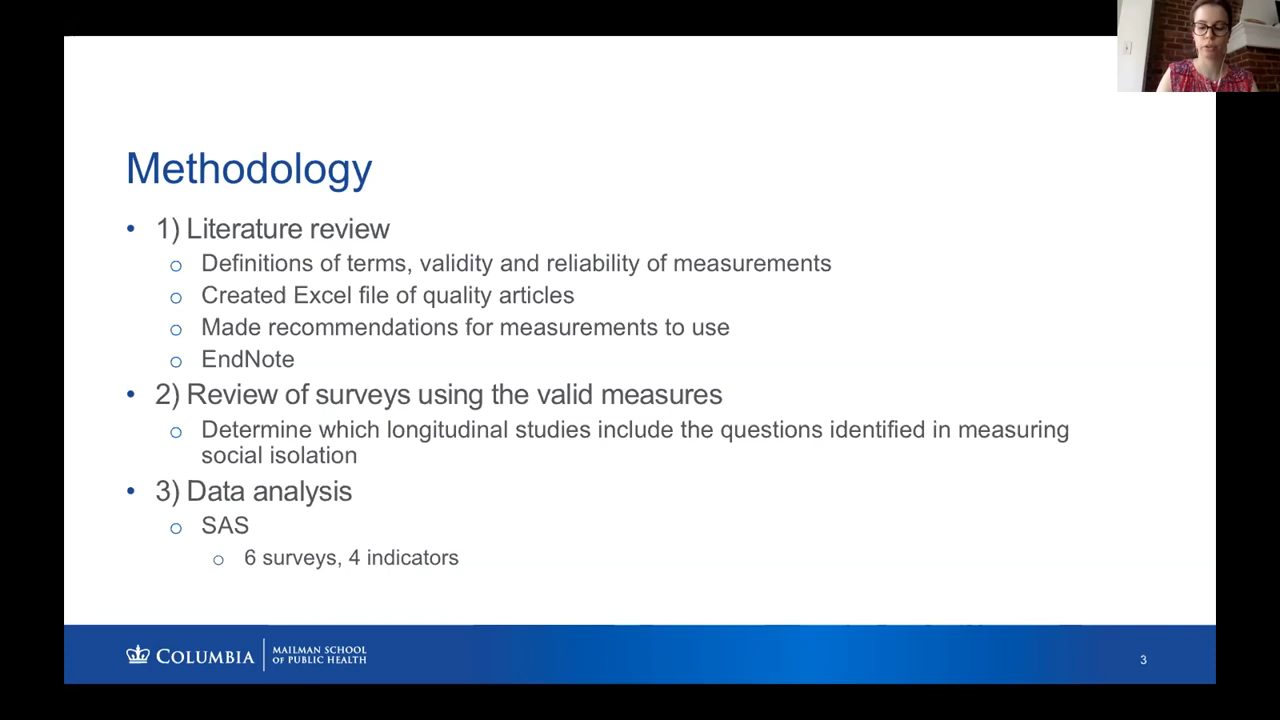 Methodology
• 1) Literature review
o Definitions of terms, validity and reliability of measurements
o Created Excel file of quality articles
o Made recommendations for measurements to use
o EndNote
• 2) Review of surveys using the valid measures
o Determine which longitudinal studies include the questions identified in measuring
social isolation
• 3) Data analysis
o SAS
o 6 surveys, 4 indicators
COLUMBIA
MAILMAN SCHOOL
OF PUBLIC HEALTH
3